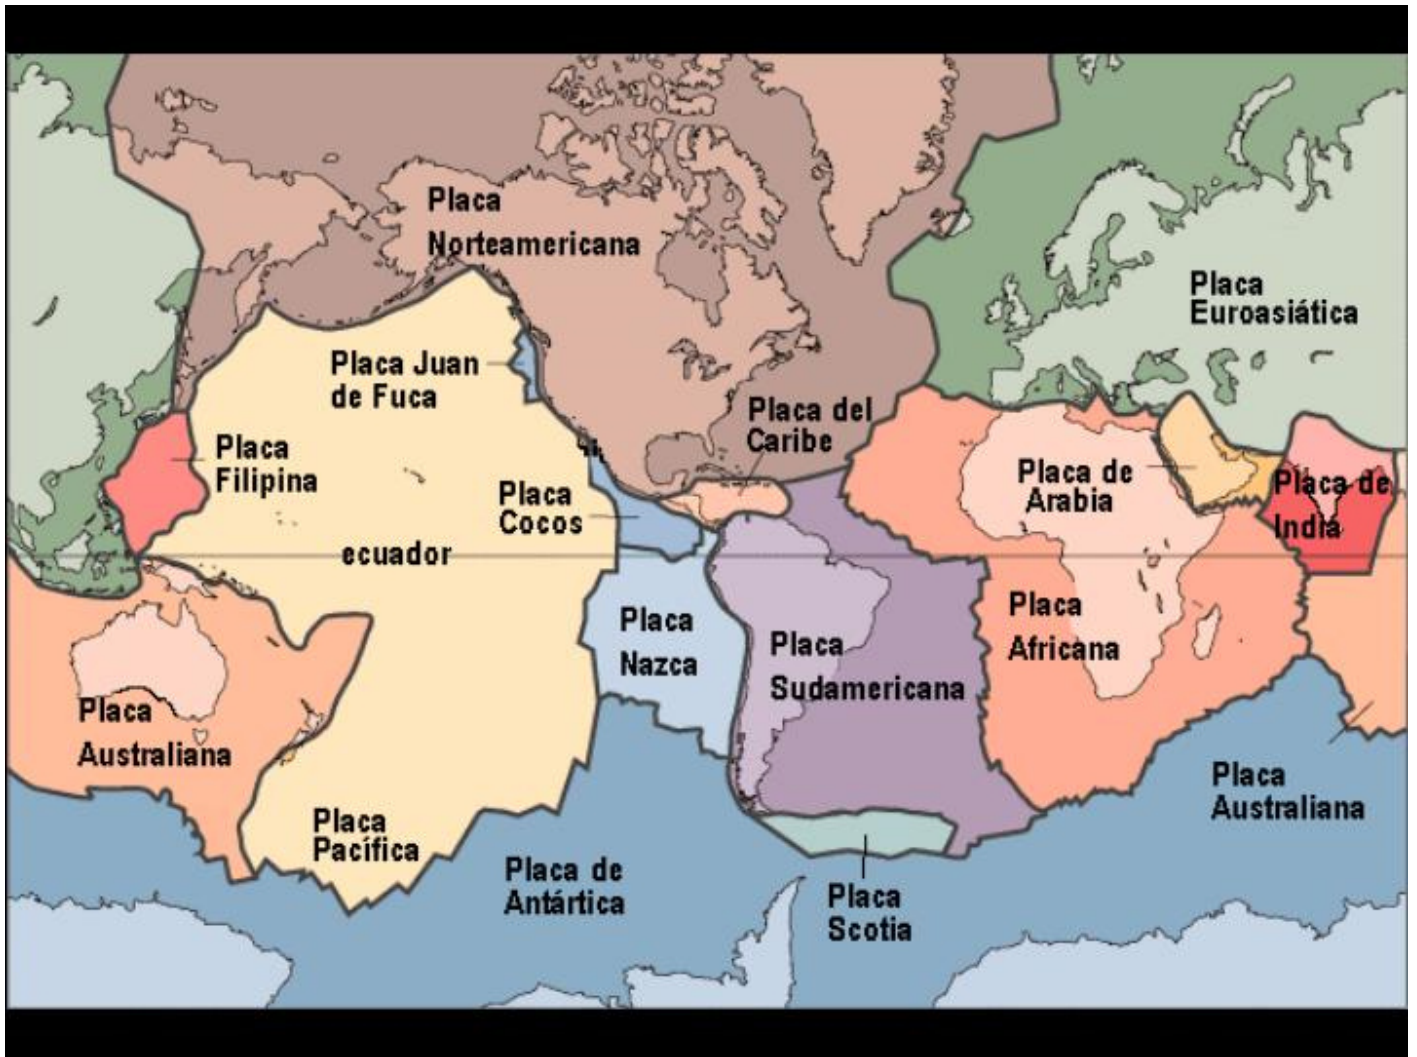 Placa
Norteamericana
Placa
Euroasiática
Placa Juan
de Fuca
Placa del
Caribe
Placa
Filipina
Placa de
Arabia
Placa de
India
Placa
Cocos
ecuador
Placa
Nazca
Placa
Sudamericana
Placa
Africana
Placa
Australiana
Placa
Australiana
Placa
Pacífica
Placa de
Antártica
Placa
Scotia